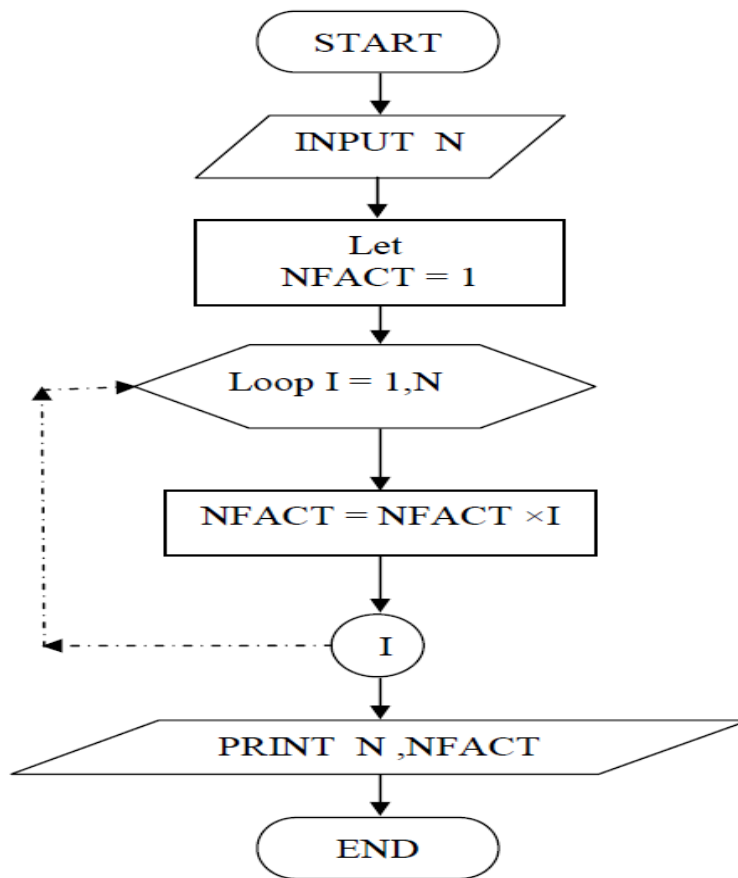 START
INPUT N
Let
NFACT = 1
Loop I = 1,N
NFACT = NFACT ×I
I
PRINT N ,NFACT
END